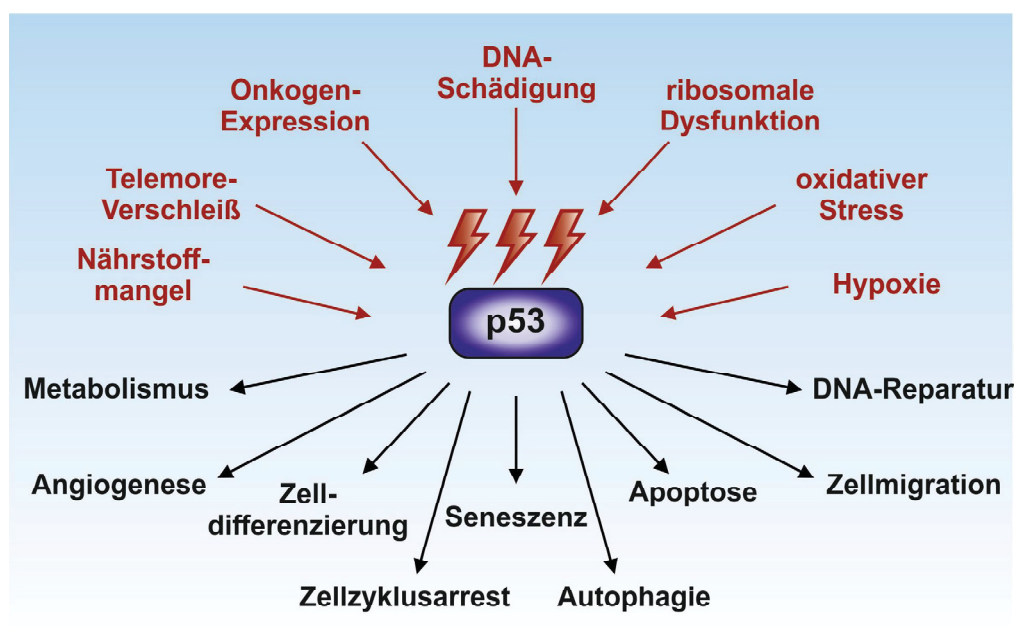 DNA-
Schädigung
Onkogen-
Expression
ribosomale
Dysfunktion
Telemore-
Verschleiß
oxidativer
Stress
Nährstoff-
mangel
Hypoxie
p53
Metabolismus
DNA-Reparatur
Angiogenese
Zell-
differenzierung
Seneszenz
Apoptose
Zellmigration
Zellzyklusarrest
Autophagie